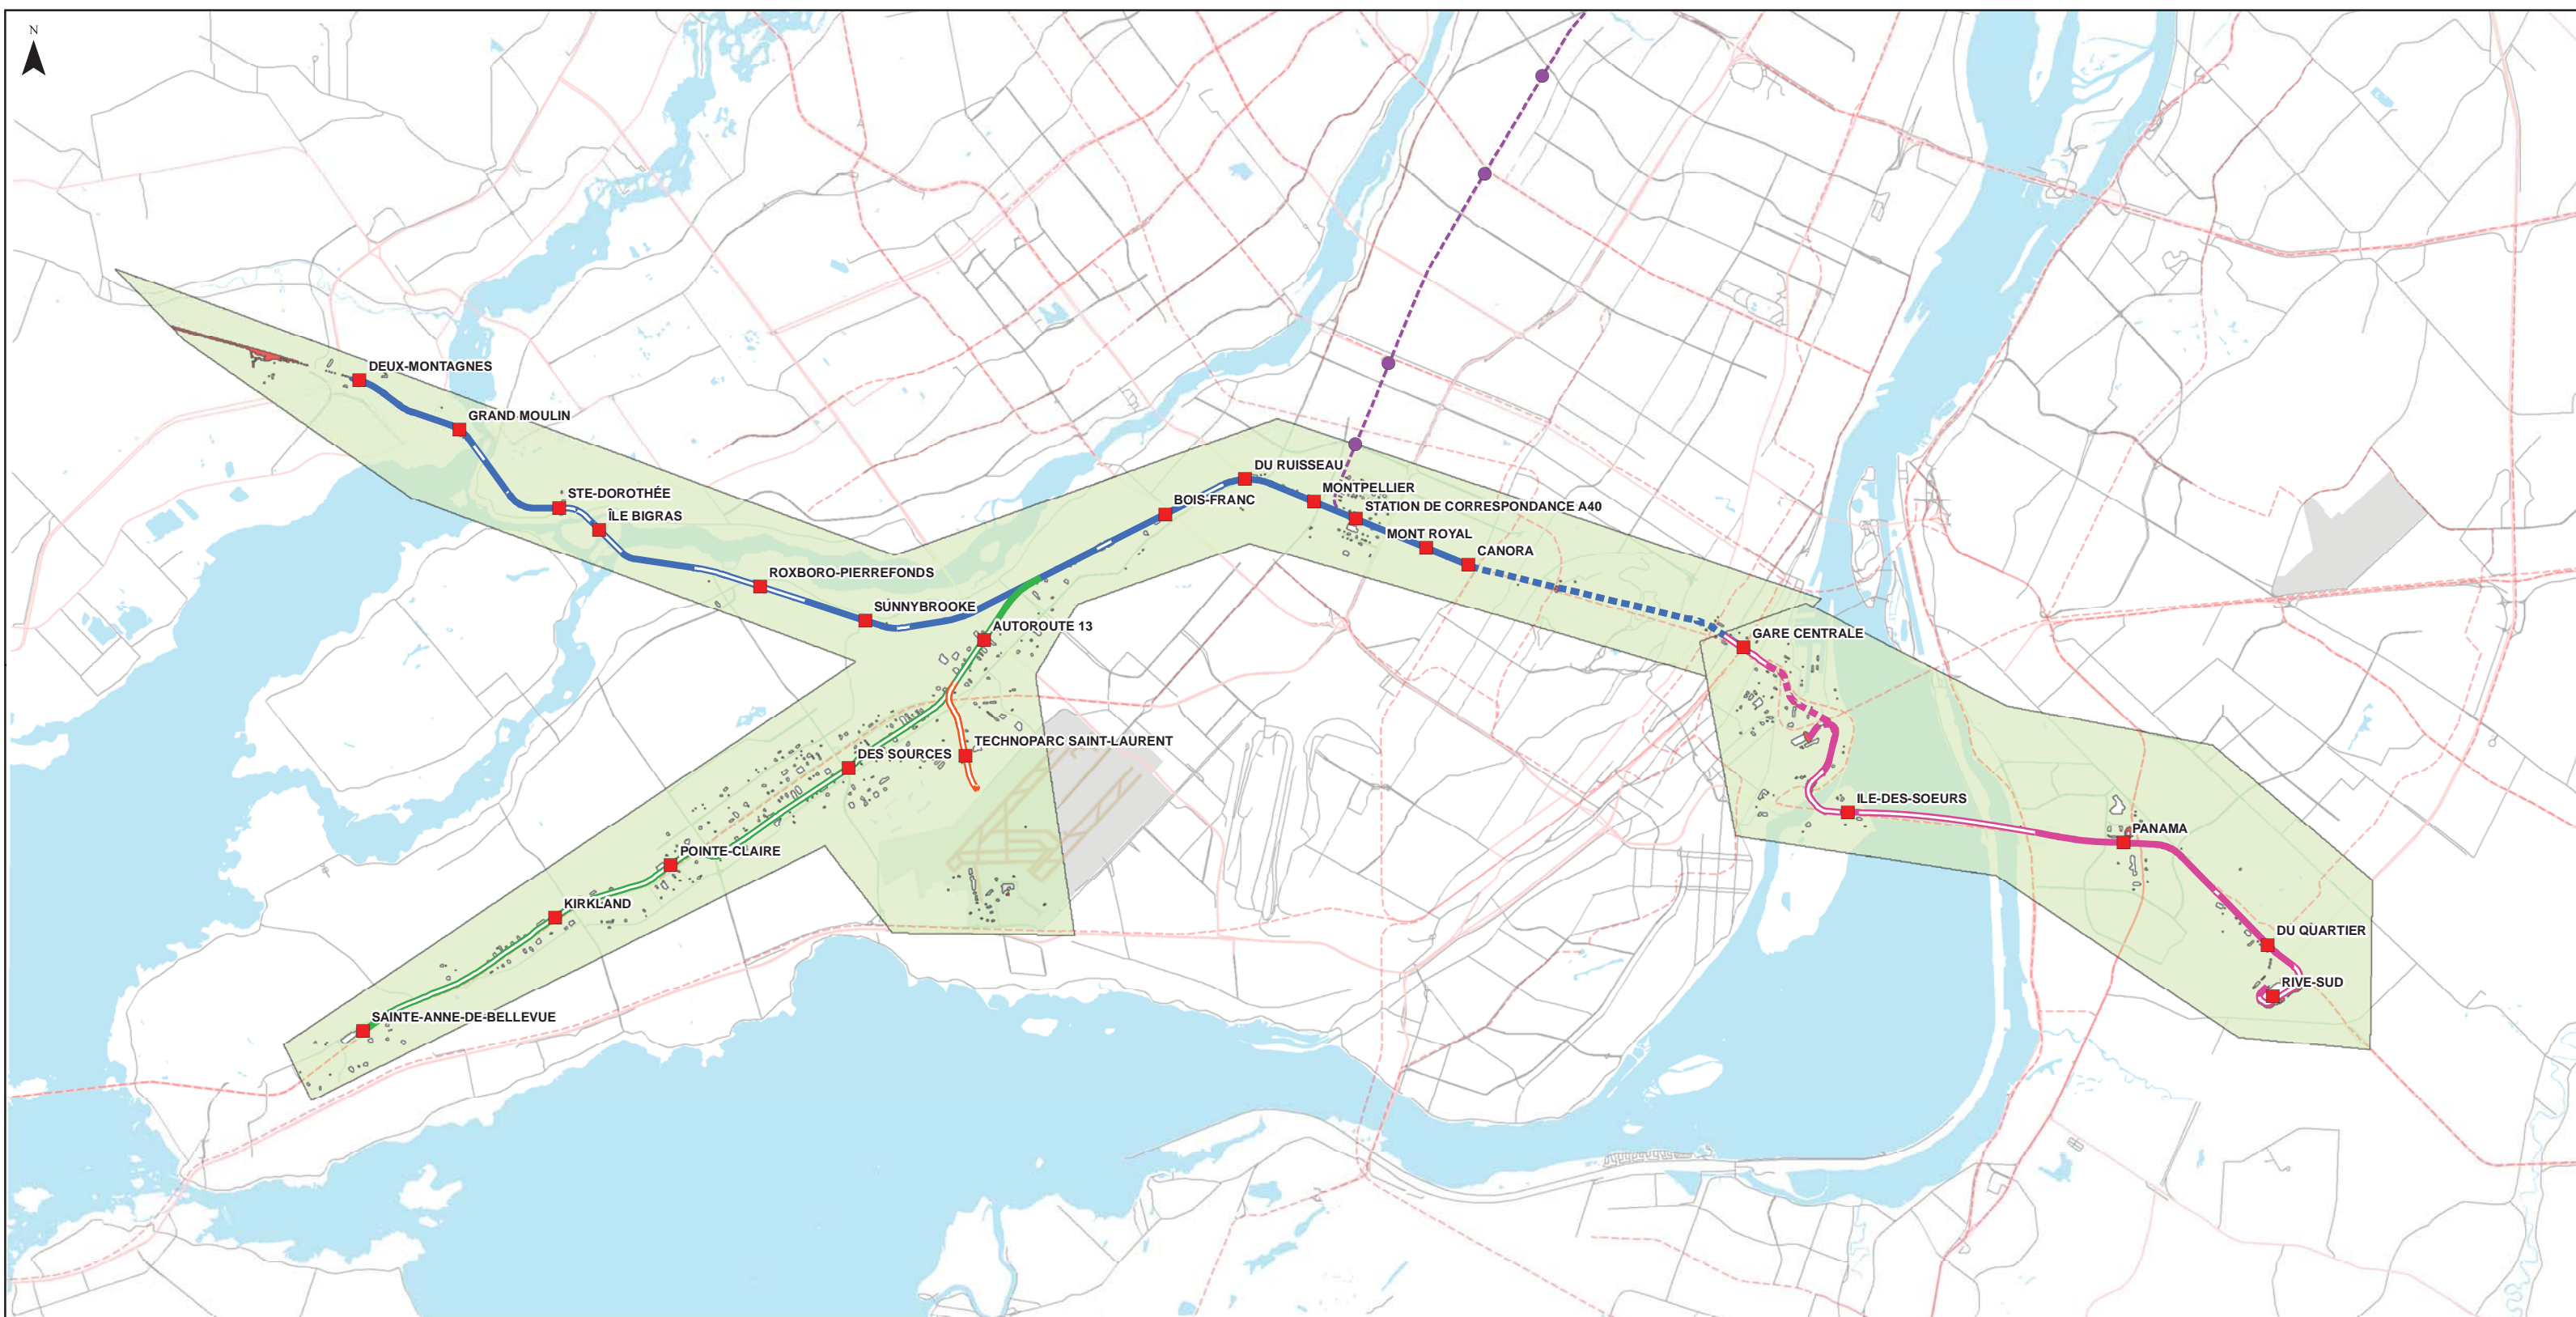 N
DEUX-MONTAGNES
GRAND MOULIN
STE-DOROTHÉE
ÎLE BIGRAS
ROXBORO-PIERREFONDS
SUNNYBROOKE
AUTOROUTE 13
BOIS-FRANC
DU RUISSEAU
MONTPELLIER
STATION DE CORRESPONDANCE A40
MONT ROYAL
CANORA
GARE CENTRALE
TECHNOPARC SAINT-LAURENT
DES SOURCES
POINTE-CLAIRE
KIRKLAND
SAINTE-ANNE-DE-BELLEVUE
ILE-DES-SOEURS
PANAMA
DU QUARTIER
RIVE-SUD